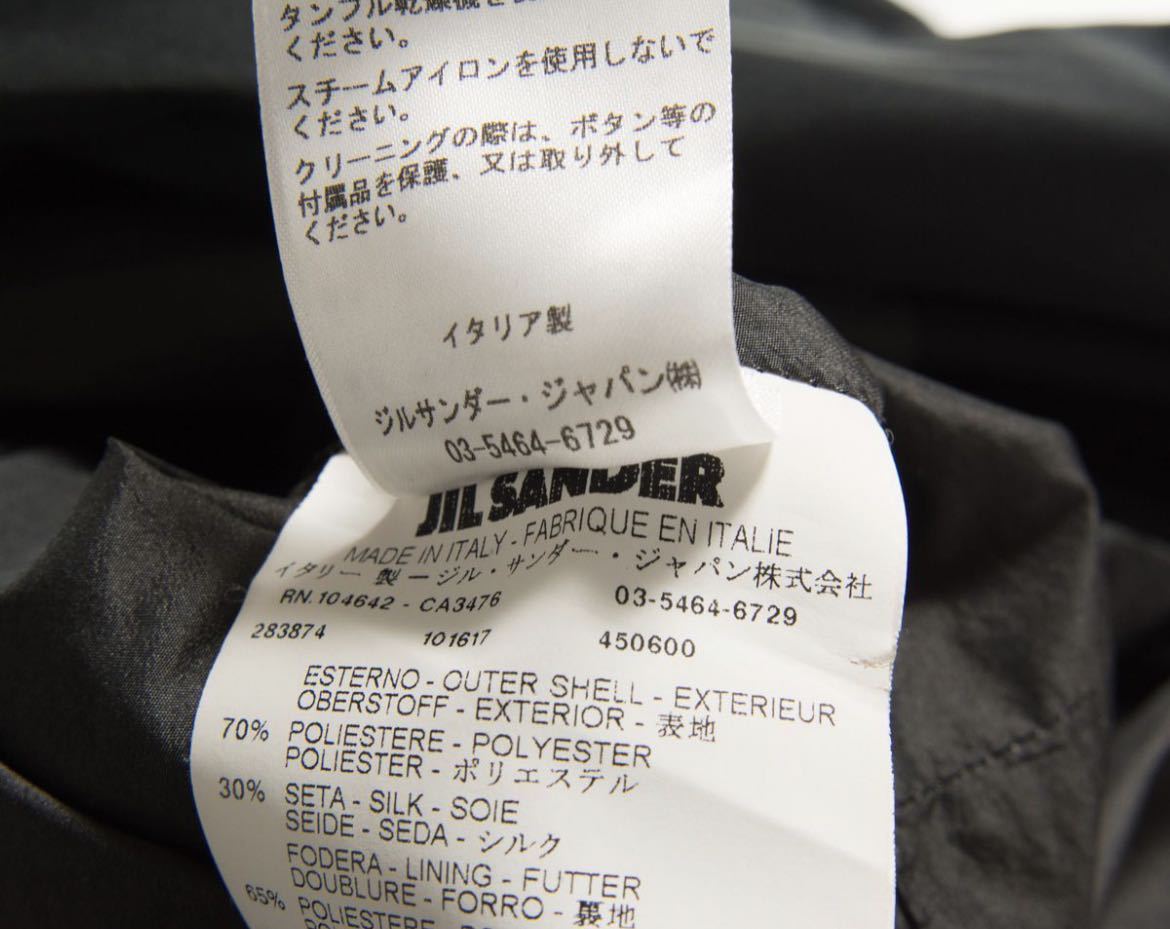 タンブル乾燥機を
ください。
スチームアイロンを使用しないで
ください。
クリーニングの際は、ボタン等の
付属品を保護、又は取り外して
ください。
イタリア製
ジルサンダー・ジャパン㈱
03-5464-6729
JIL SANDER
MADE IN ITALY - FABRIQUE EN ITALIE
イタリー製ージル・サンダー・ジャパン株式会社
RN.104642 - CA3476 03-5464-6729
283874 101617 450600
ESTERNO - OUTER SHELL - EXTERIEUR
OBERSTOFF - EXTERIOR - 表地
70% POLIESTERE - POLYESTER
POLIESTER - ポリエステル
30% SETA - SILK - SOIE
SEIDE - SEDA - シルク
FODERA - LINING - FUTTER
DOUBLURE - FORRO - 裏地
65% POLIESTERE